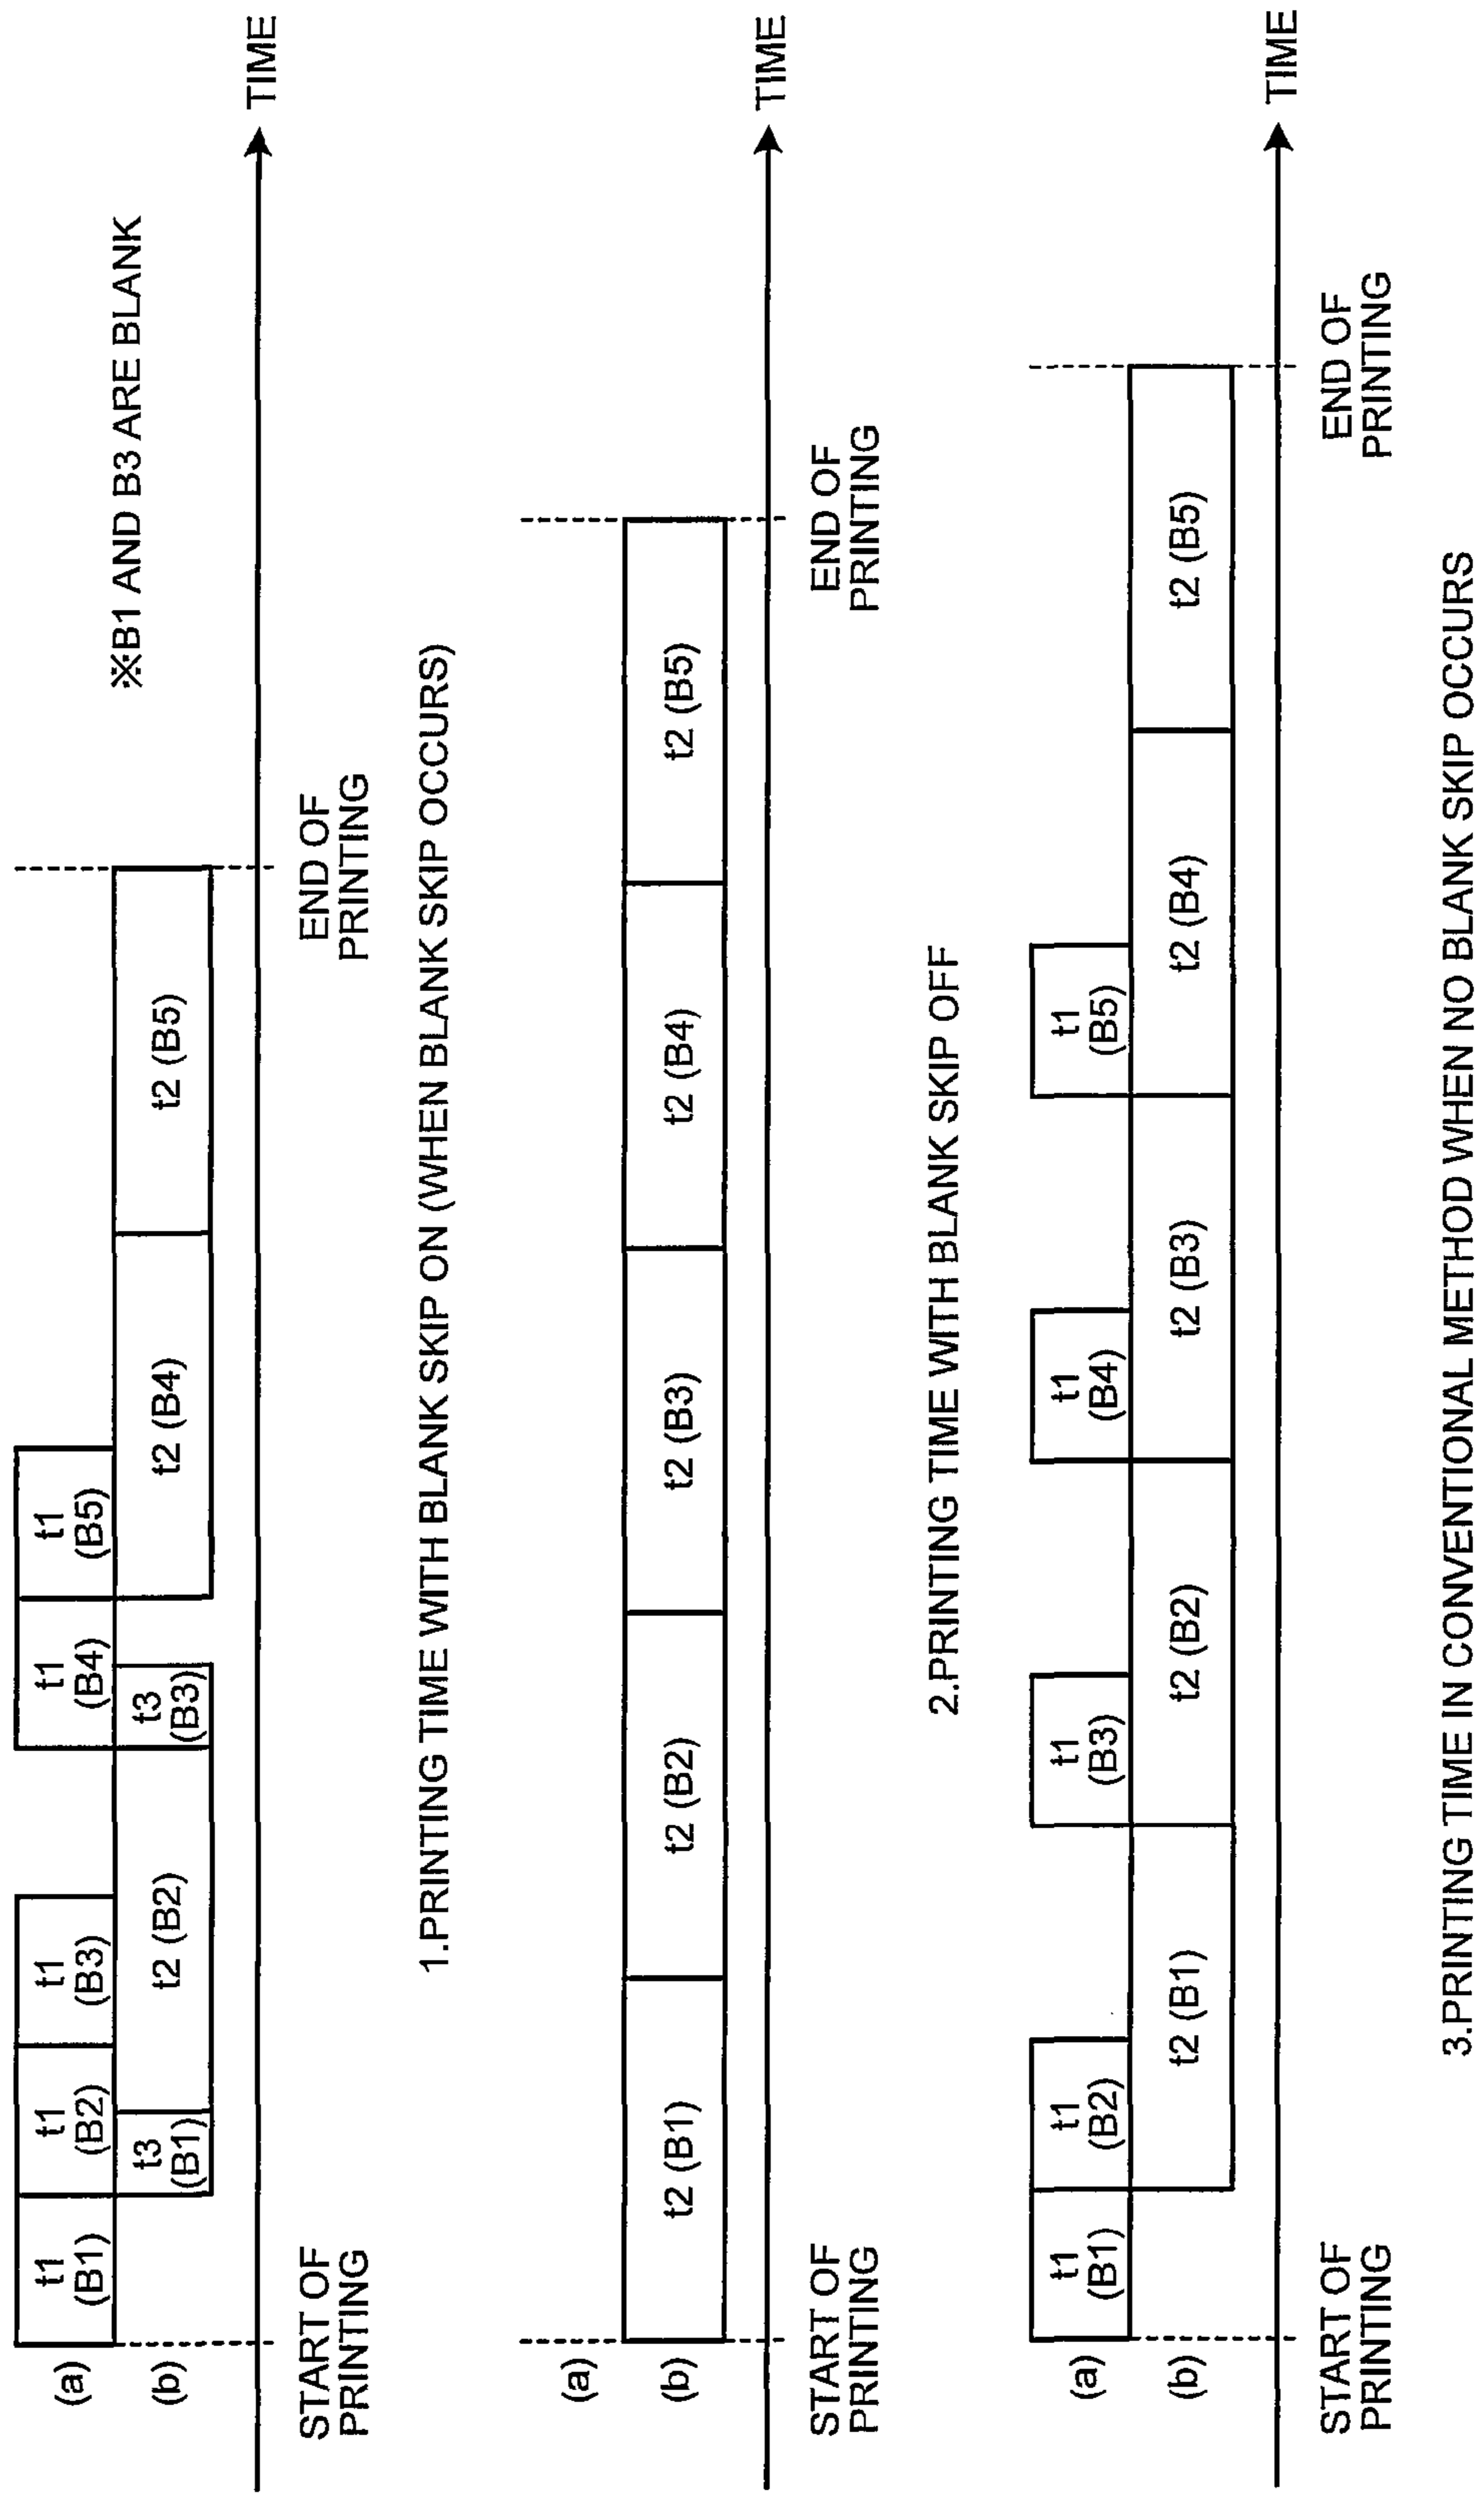 (a)
t1
(B1)
t1
(B2)
t1
(B3)
t1
(B4)
t1
(B5)
(b)
t3
(B1)
t2 (B2)
t3
(B3)
t2 (B4)
t2 (B5)
※B1 AND B3 ARE BLANK
TIME
START OF
PRINTING
END OF
PRINTING
1.PRINTING TIME WITH BLANK SKIP ON (WHEN BLANK SKIP OCCURS)
(a)
(b)
t2 (B1)
t2 (B2)
t2 (B3)
t2 (B4)
t2 (B5)
TIME
START OF
PRINTING
END OF
PRINTING
2.PRINTING TIME WITH BLANK SKIP OFF
(a)
t1
(B1)
t1
(B2)
t1
(B3)
t1
(B4)
t1
(B5)
(b)
t2 (B1)
t2 (B2)
t2 (B3)
t2 (B4)
t2 (B5)
TIME
START OF
PRINTING
END OF
PRINTING
3.PRINTING TIME IN CONVENTIONAL METHOD WHEN NO BLANK SKIP OCCURS